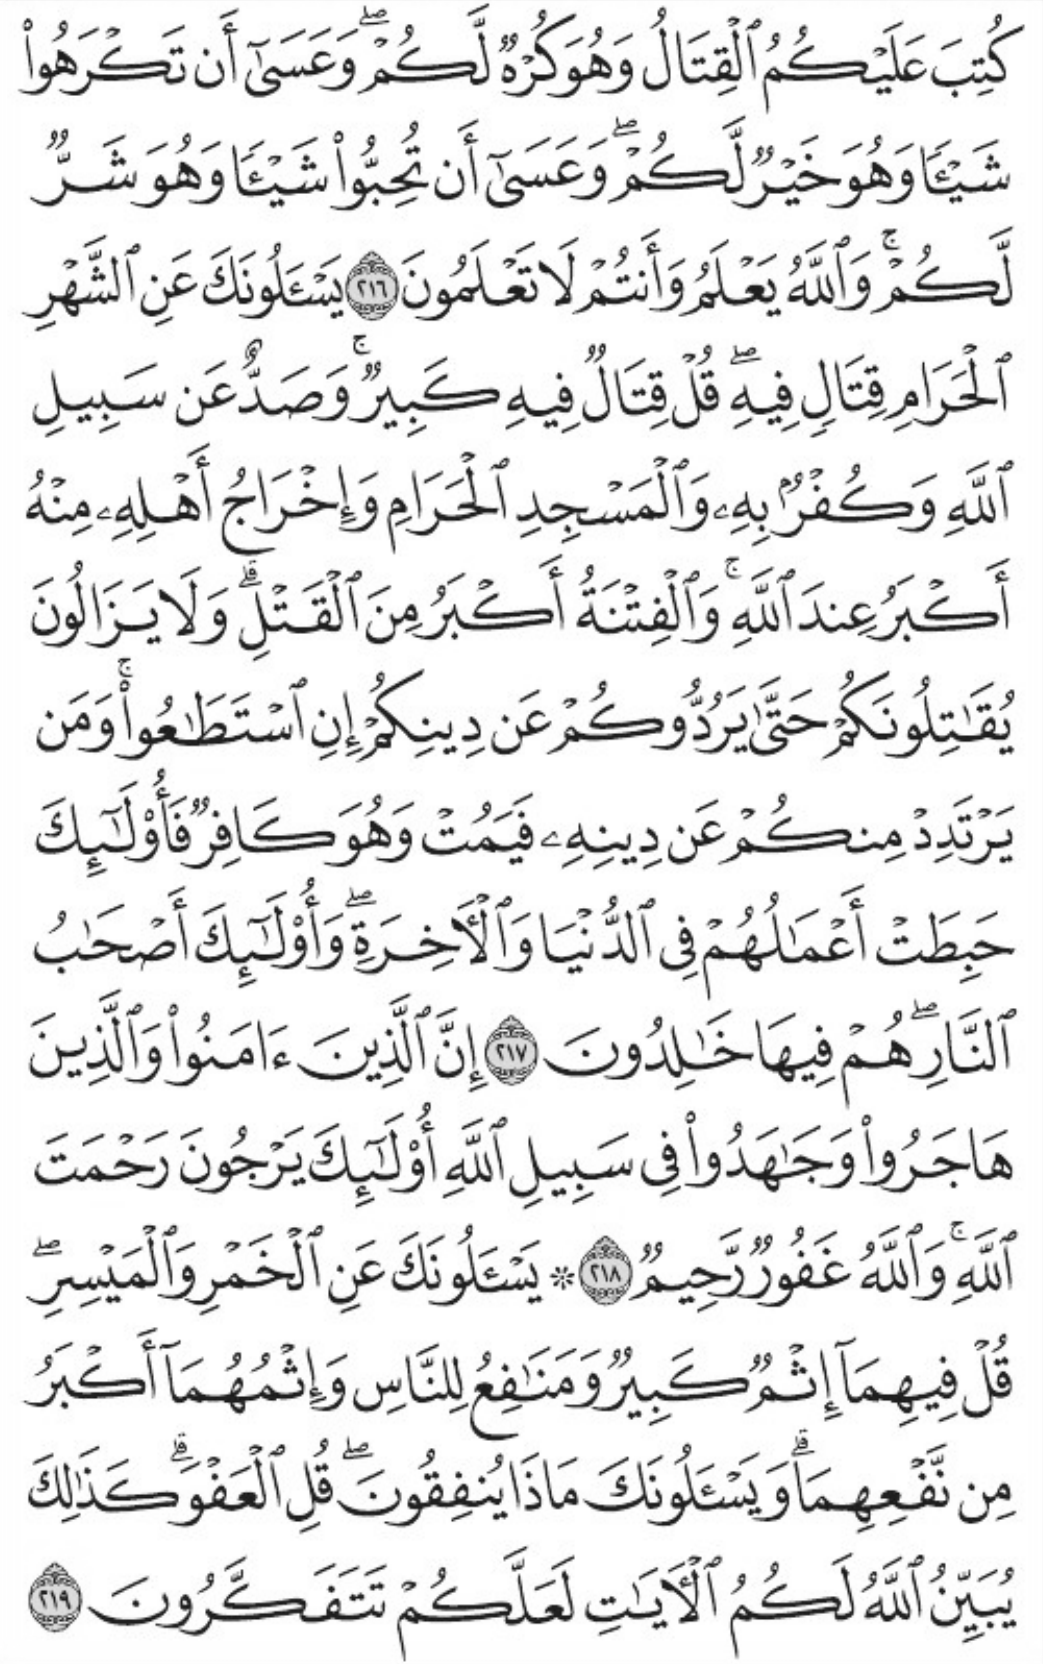 كُتِبَ عَلَيْكُمُ ٱلْقِتَالُ وَهُوَ كُرْهٌ لَّكُمْ ۖ وَعَسَىٰٓ أَن تَكْرَهُوا۟
شَيْـًٔا وَهُوَ خَيْرٌ لَّكُمْ ۖ وَعَسَىٰٓ أَن تُحِبُّوا۟ شَيْـًٔا وَهُوَ شَرٌّ
لَّكُمْ ۚ وَٱللَّهُ يَعْلَمُ وَأَنتُمْ لَا تَعْلَمُونَ ٢١٦ يَسْـَٔلُونَكَ عَنِ ٱلشَّهْرِ
ٱلْحَرَامِ قِتَالٍ فِيهِ ۖ قُلْ قِتَالٌ فِيهِ كَبِيرٌ ۚ وَصَدٌّ عَن سَبِيلِ
ٱللَّهِ وَكُفْرٌۢ بِهِۦ وَٱلْمَسْجِدِ ٱلْحَرَامِ وَإِخْرَاجُ أَهْلِهِۦ مِنْهُ
أَكْبَرُ عِندَ ٱللَّهِ ۚ وَٱلْفِتْنَةُ أَكْبَرُ مِنَ ٱلْقَتْلِ ۗ وَلَا يَزَالُونَ
يُقَـٰتِلُونَكُمْ حَتَّىٰ يَرُدُّوكُمْ عَن دِينِكُمْ إِنِ ٱسْتَطَـٰعُوا۟ ۚ وَمَن
يَرْتَدِدْ مِنكُمْ عَن دِينِهِۦ فَيَمُتْ وَهُوَ كَافِرٌ فَأُو۟لَـٰٓئِكَ
حَبِطَتْ أَعْمَـٰلُهُمْ فِى ٱلدُّنْيَا وَٱلْـَٔاخِرَةِ ۖ وَأُو۟لَـٰٓئِكَ أَصْحَـٰبُ
ٱلنَّارِ ۖ هُمْ فِيهَا خَـٰلِدُونَ ٢١٧ إِنَّ ٱلَّذِينَ ءَامَنُوا۟ وَٱلَّذِينَ
هَاجَرُوا۟ وَجَـٰهَدُوا۟ فِى سَبِيلِ ٱللَّهِ أُو۟لَـٰٓئِكَ يَرْجُونَ رَحْمَتَ
ٱللَّهِ ۚ وَٱللَّهُ غَفُورٌ رَّحِيمٌ ٢١٨ ۞ يَسْـَٔلُونَكَ عَنِ ٱلْخَمْرِ وَٱلْمَيْسِرِ ۖ
قُلْ فِيهِمَآ إِثْمٌ كَبِيرٌ وَمَنَـٰفِعُ لِلنَّاسِ وَإِثْمُهُمَآ أَكْبَرُ
مِن نَّفْعِهِمَا ۗ وَيَسْـَٔلُونَكَ مَاذَا يُنفِقُونَ ۖ قُلِ ٱلْعَفْوَ ۗ كَذَٰلِكَ
يُبَيِّنُ ٱللَّهُ لَكُمُ ٱلْـَٔايَـٰتِ لَعَلَّكُمْ تَتَفَكَّرُونَ ٢١٩